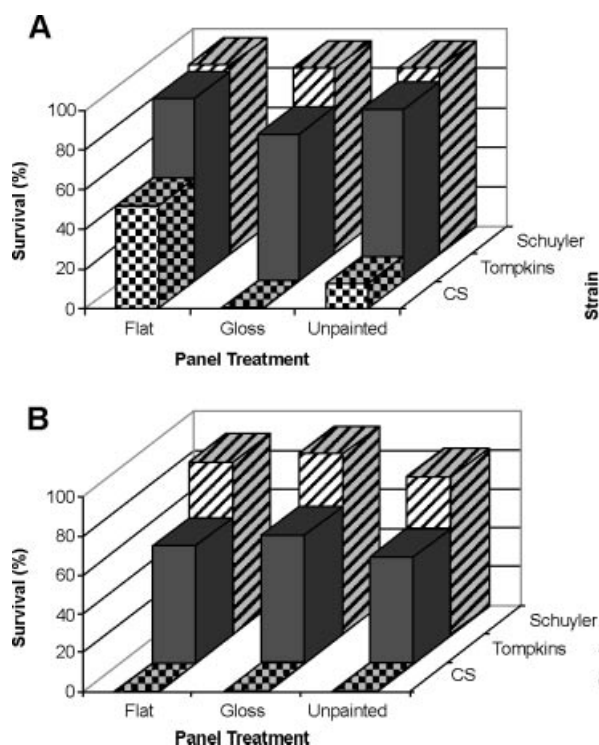 A
100
80
60
40
20
0
Survival (%)
Flat
Gloss
Unpainted
Panel Treatment
CS
Tompkins
Schuyler
Strain
B
100
80
60
40
20
0
Survival (%)
Flat
Gloss
Unpainted
Panel Treatment
CS
Tompkins
Schuyler